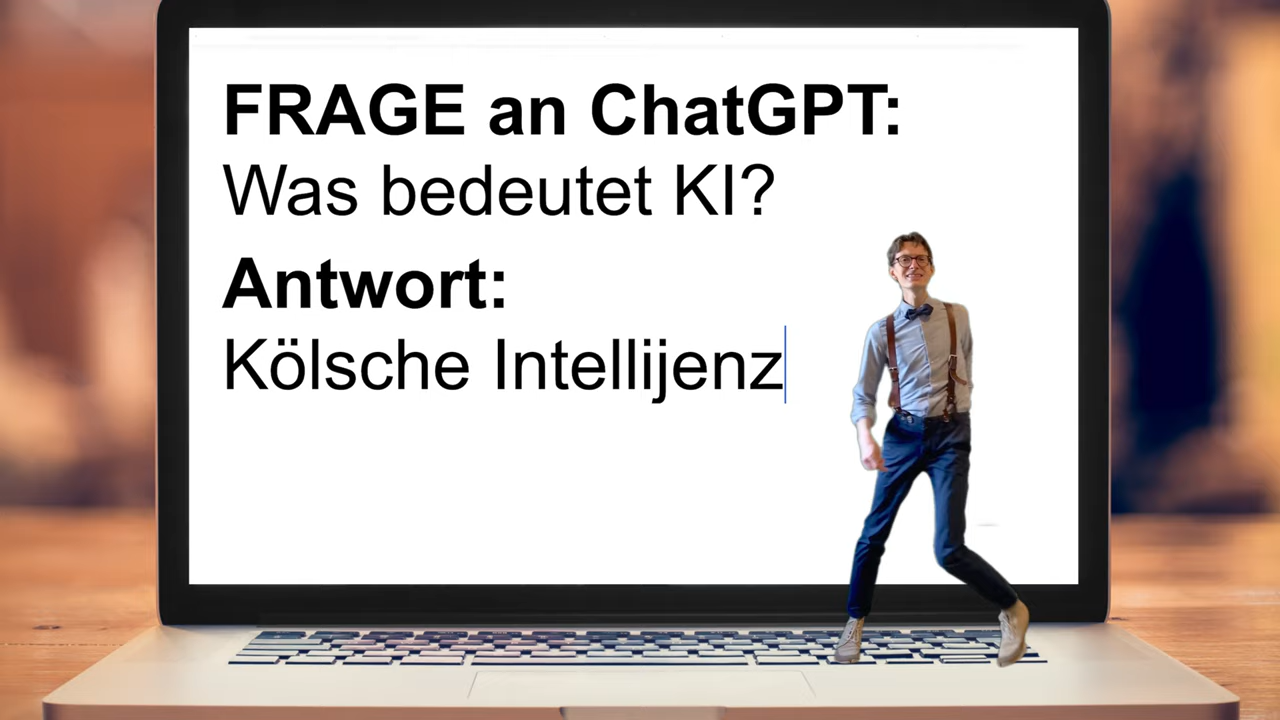 FRAGE an ChatGPT:
Was bedeutet KI?
Antwort:
Kölsche Intellijenz